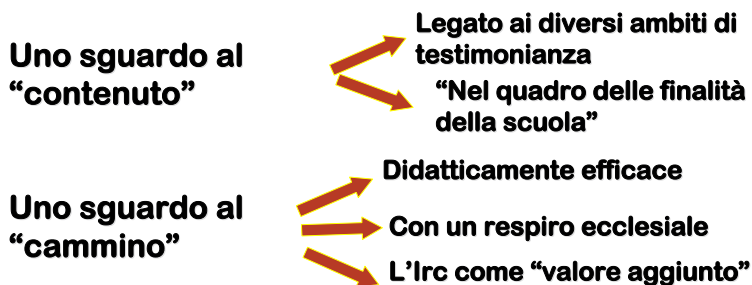 Uno sguardo al
“contenuto”
Legato ai diversi ambiti di
testimonianza
“Nel quadro delle finalità
della scuola”
Uno sguardo al
“cammino”
Didatticamente efficace
Con un respiro ecclesiale
L’Irc come “valore aggiunto”